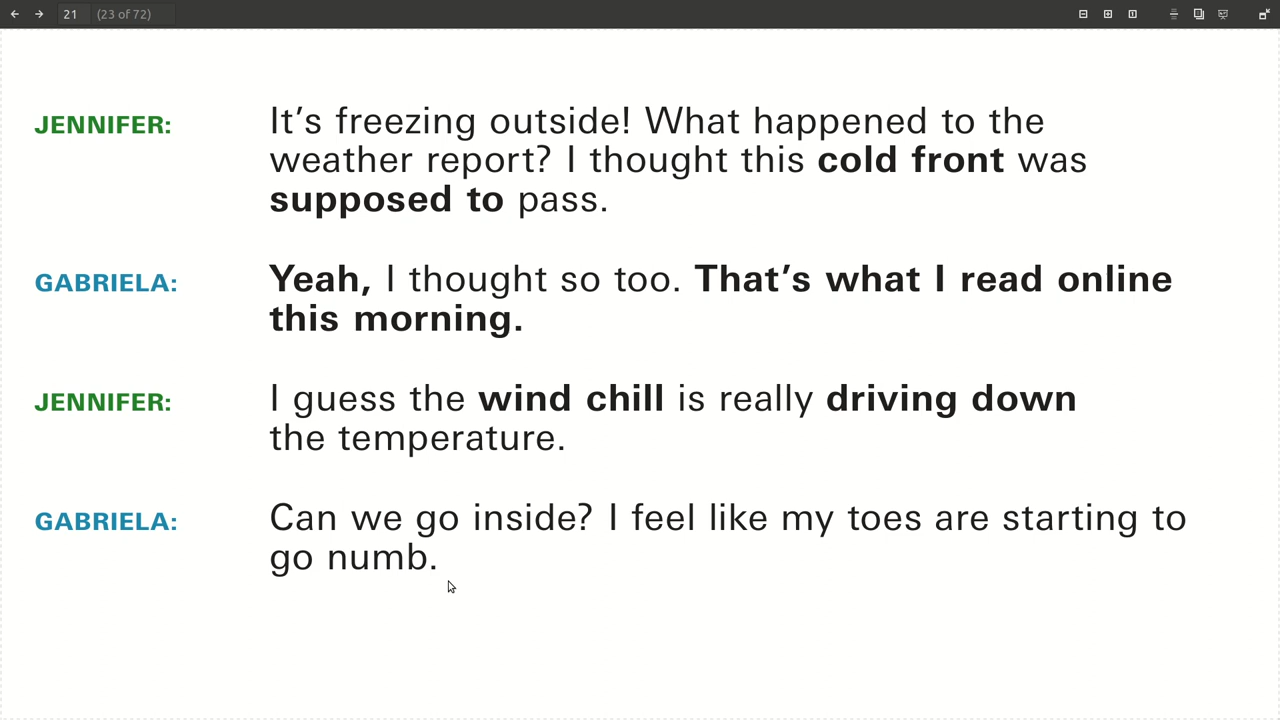 21 (23 of 72)
JENNIFER: It's freezing outside! What happened to the
weather report? I thought this cold front was
supposed to pass.
GABRIELA: Yeah, I thought so too. That's what I read online
this morning.
JENNIFER: I guess the wind chill is really driving down
the temperature.
GABRIELA: Can we go inside? I feel like my toes are starting to
go numb.